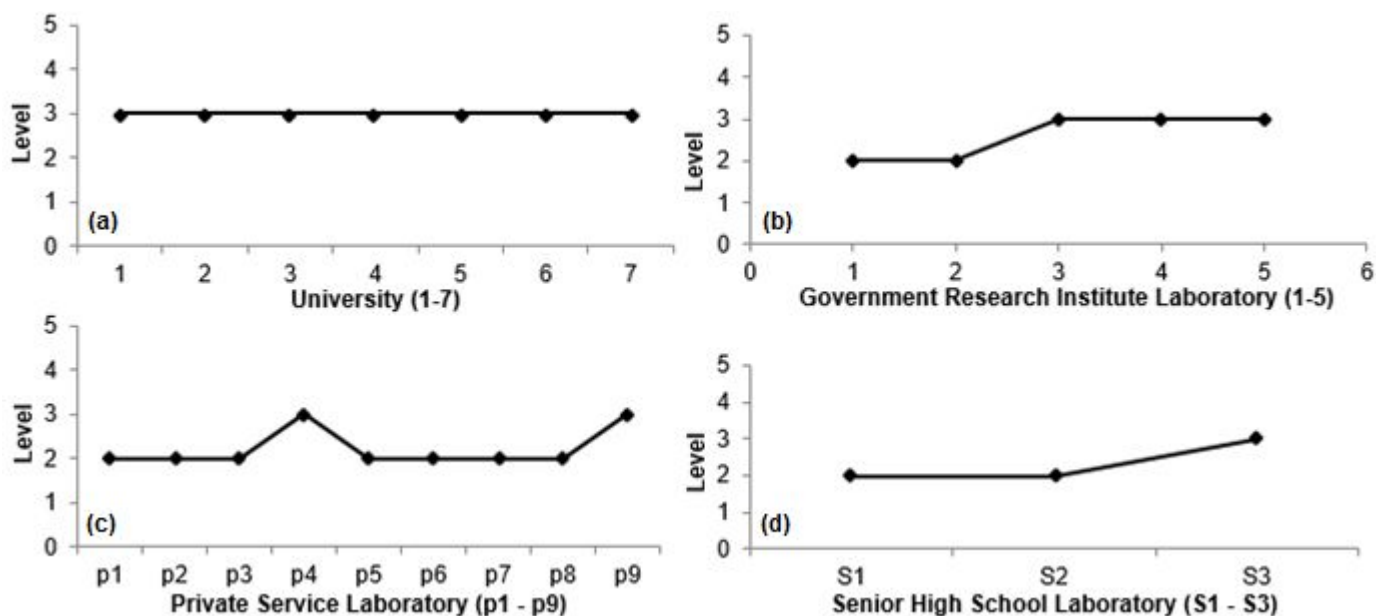 5
4
3
2
1
0
Level
(a)
1 2 3 4 5 6 7
University (1-7)
5
4
3
2
1
0
Level
(b)
0 1 2 3 4 5 6
Government Research Institute Laboratory (1-5)
5
4
3
2
1
0
Level
(c)
p1 p2 p3 p4 p5 p6 p7 p8 p9
Private Service Laboratory (p1 - p9)
5
4
3
2
1
0
Level
(d)
S1 S2 S3
Senior High School Laboratory (S1 - S3)